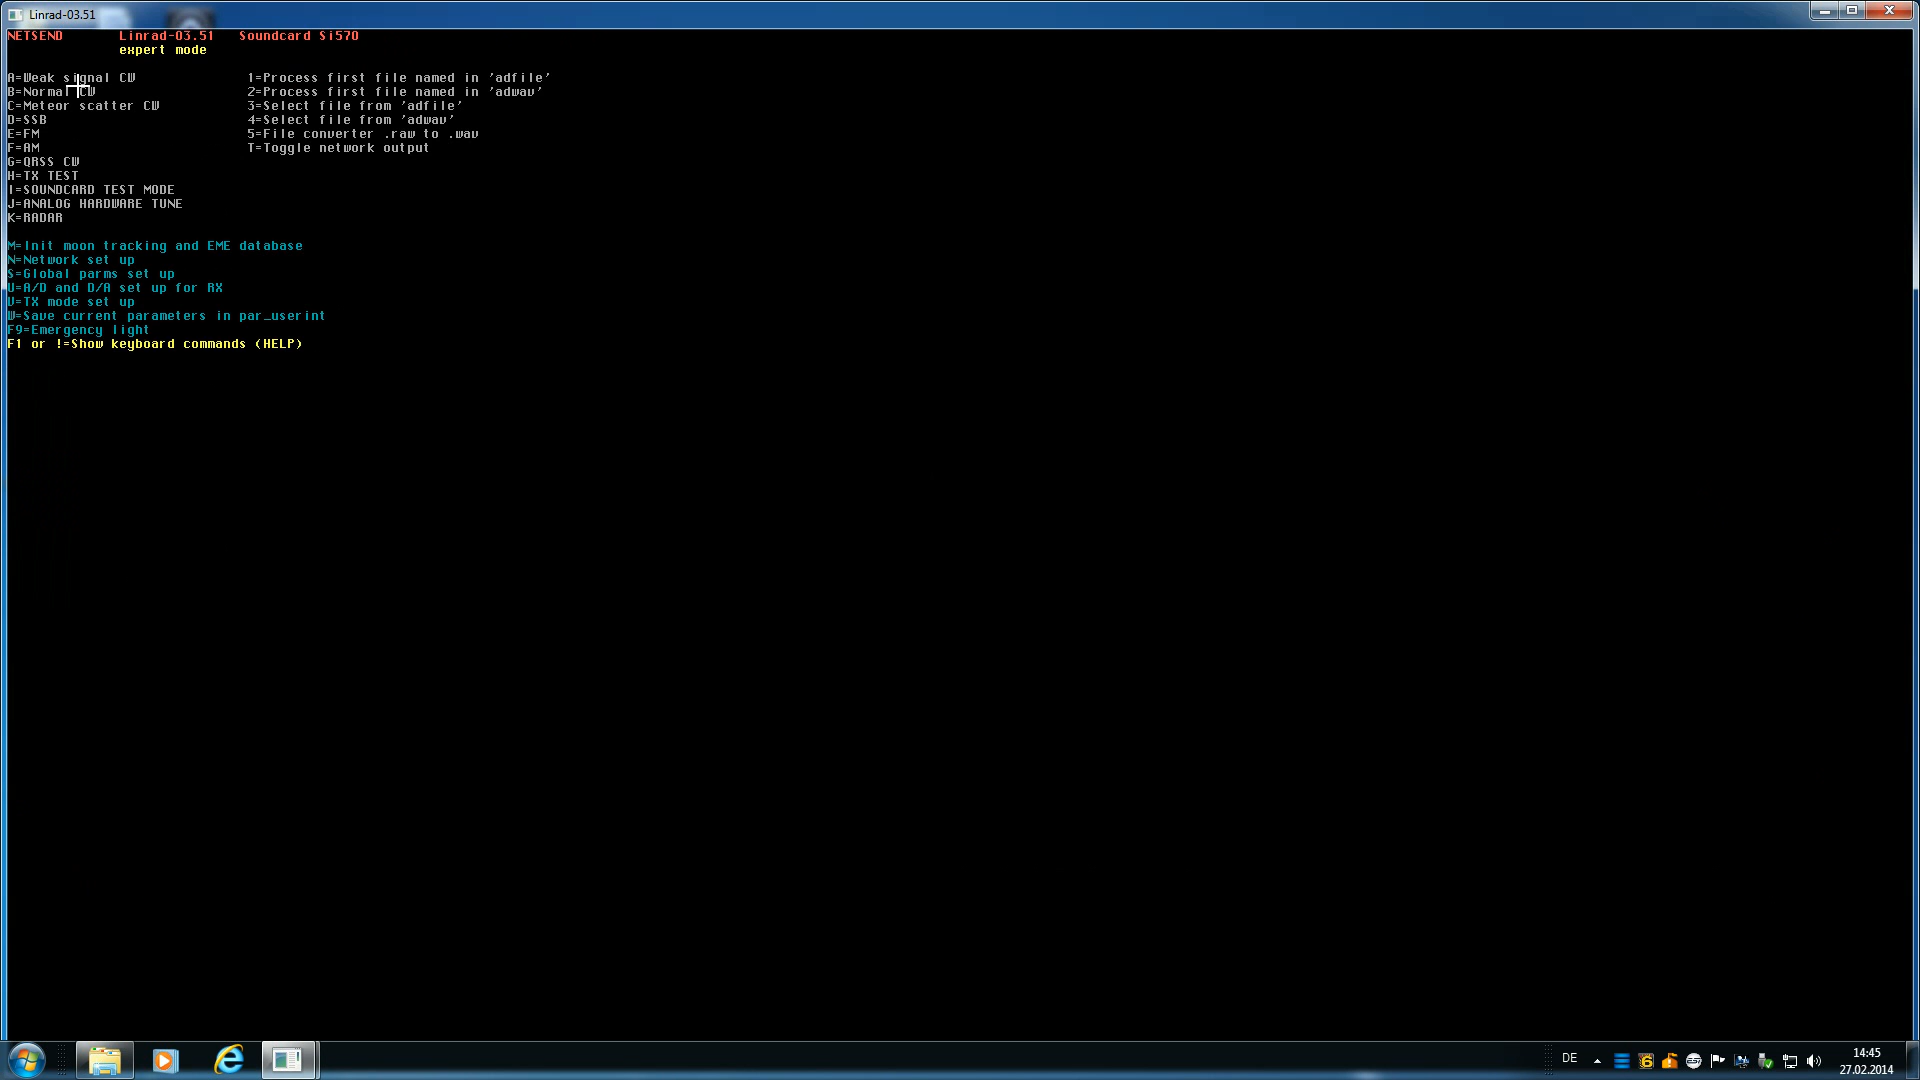 Linrad-03.51
NETSEND Linrad-03.51 Soundcard Si570
expert mode
A=Weak signal CW 1=Process first file named in 'adfile'
B=Normal CW 2=Process first file named in 'adwav'
C=Meteor scatter CW 3=Select file from 'adfile'
D=SSB 4=Select file from 'adwav'
E=FM 5=File converter .raw to .wav
F=AM T=Toggle network output
G=QRSS CW
H=TX TEST
I=SOUNDCARD TEST MODE
J=ANALOG HARDWARE TUNE
K=RADAR
M=Init moon tracking and EME database
N=Network set up
S=Global parms set up
U=A/D and D/A set up for RX
V=TX mode set up
W=Save current parameters in par_userint
F9=Emergency light
F1 or !=Show keyboard commands (HELP)
DE 14:45
27.02.2014